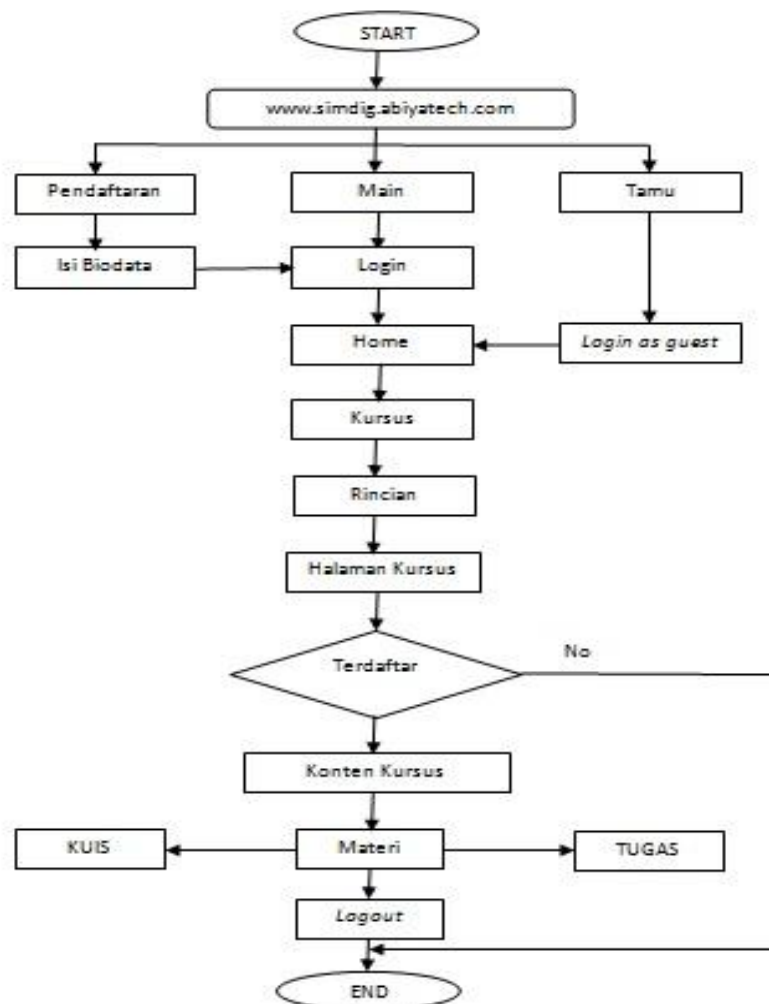 START
www.simdig.abiyatech.com
Pendaftaran
Main
Tamu
Isi Biodata
Login
Home
Login as guest
Kursus
Rincian
Halaman Kursus
Terdaftar
No
Konten Kursus
KUIS
Materi
TUGAS
Logout
END